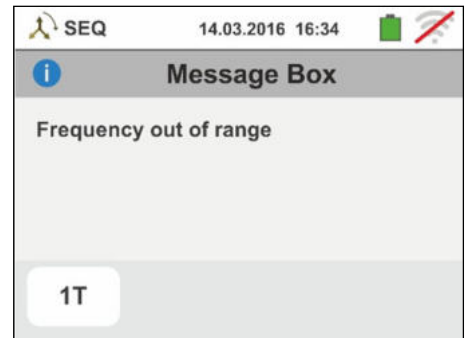 SEQ 14.03.2016 16:34
Message Box
Frequency out of range
1T